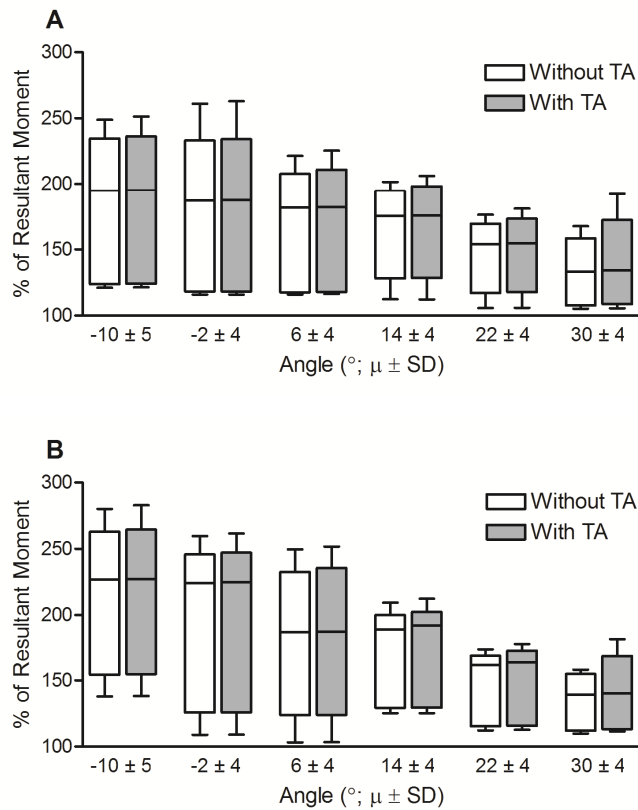 A
300
250
200
150
100
% of Resultant Moment
Without TA
With TA
-10 ± 5 -2 ± 4 6 ± 4 14 ± 4 22 ± 4 30 ± 4
Angle (°; μ ± SD)
B
300
250
200
150
100
% of Resultant Moment
Without TA
With TA
-10 ± 5 -2 ± 4 6 ± 4 14 ± 4 22 ± 4 30 ± 4
Angle (°; μ ± SD)